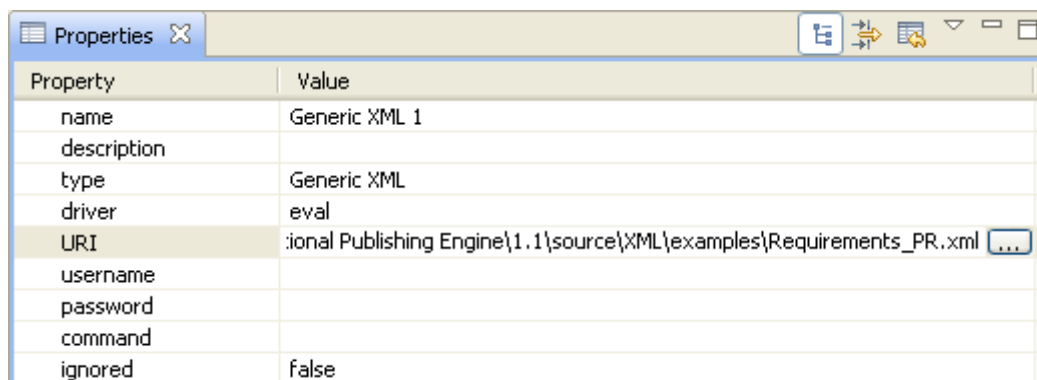 Properties
Property Value
name Generic XML 1
description
type Generic XML
driver eval
URI :ional Publishing Engine\1.1\source\XML\examples\Requirements_PR.xml ...
username
password
command
ignored false